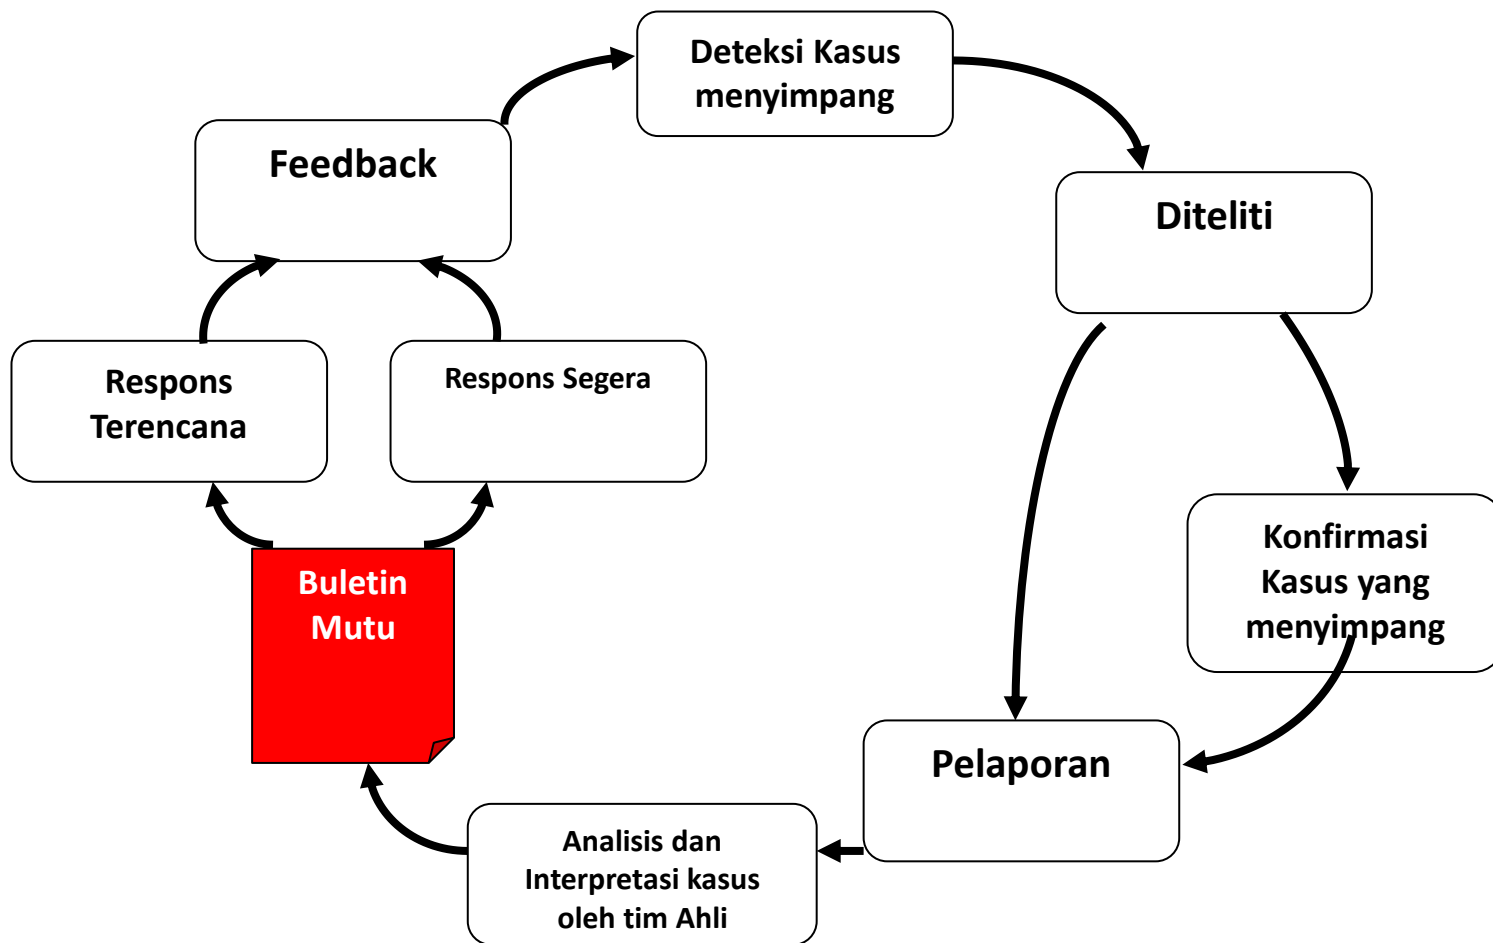 Deteksi Kasus
menyimpang
Feedback
Diteliti
Respons
Terencana
Respons Segera
Konfirmasi
Kasus yang
menyimpang
Buletin
Mutu
Pelaporan
Analisis dan
Interpretasi kasus
oleh tim Ahli